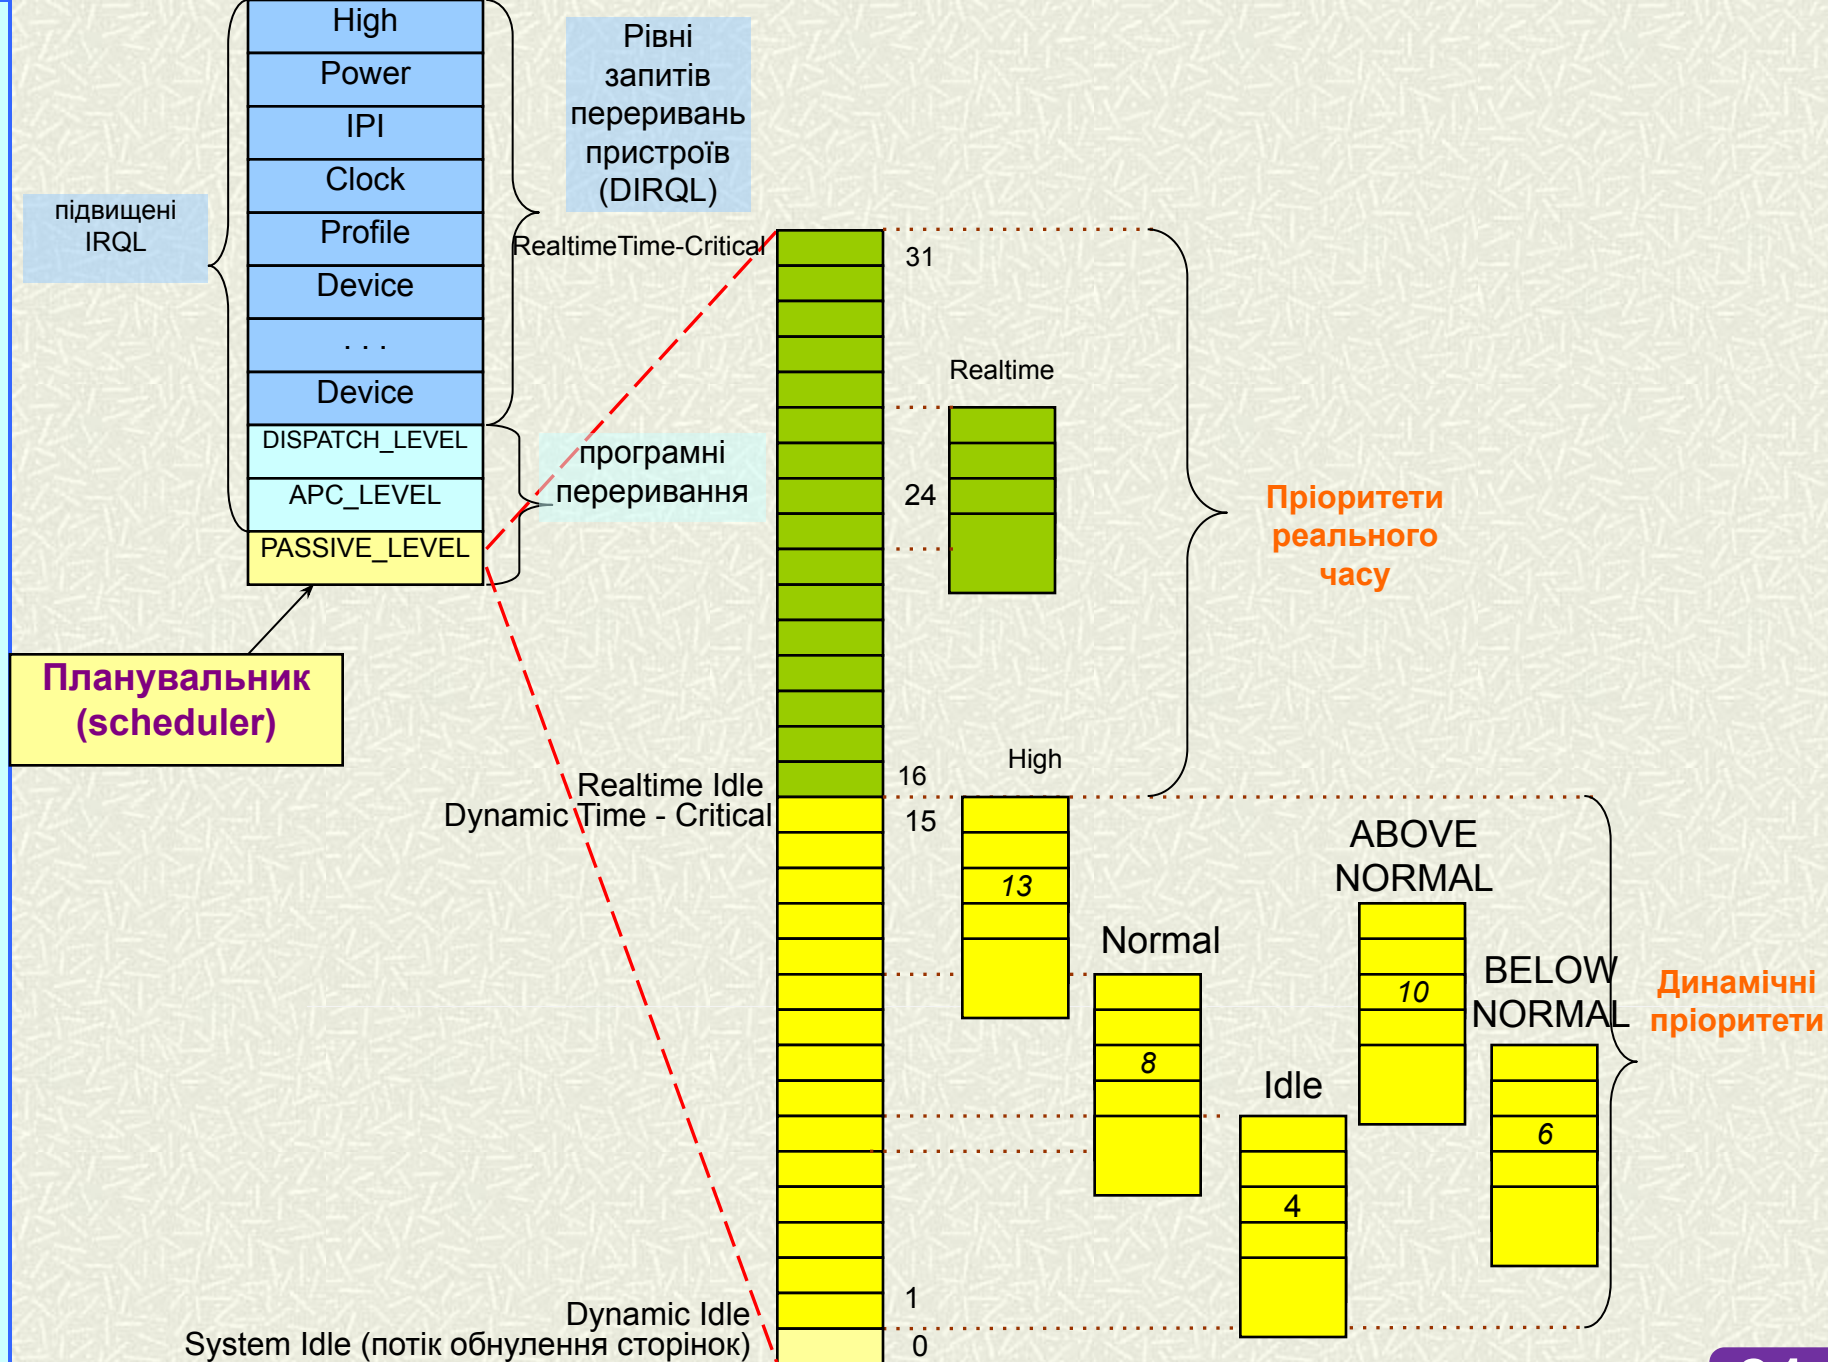 High
Power
IPI
Clock
Profile
Device
. . .
Device
DISPATCH_LEVEL
APC_LEVEL
PASSIVE_LEVEL
підвищені
IRQL
Рівні
запитів
переривань
пристроїв
(DIRQL)
програмні
переривання
Планувальник
(scheduler)
RealtimeTime-Critical
31
Realtime
24
Пріоритети
реального
часу
Realtime Idle
16
Dynamic Time - Critical
15
High
13
Normal
8
Idle
4
ABOVE
NORMAL
10
BELOW
NORMAL
6
Динамічні
пріоритети
Dynamic Idle
1
System Idle (потік обнулення сторінок)
0